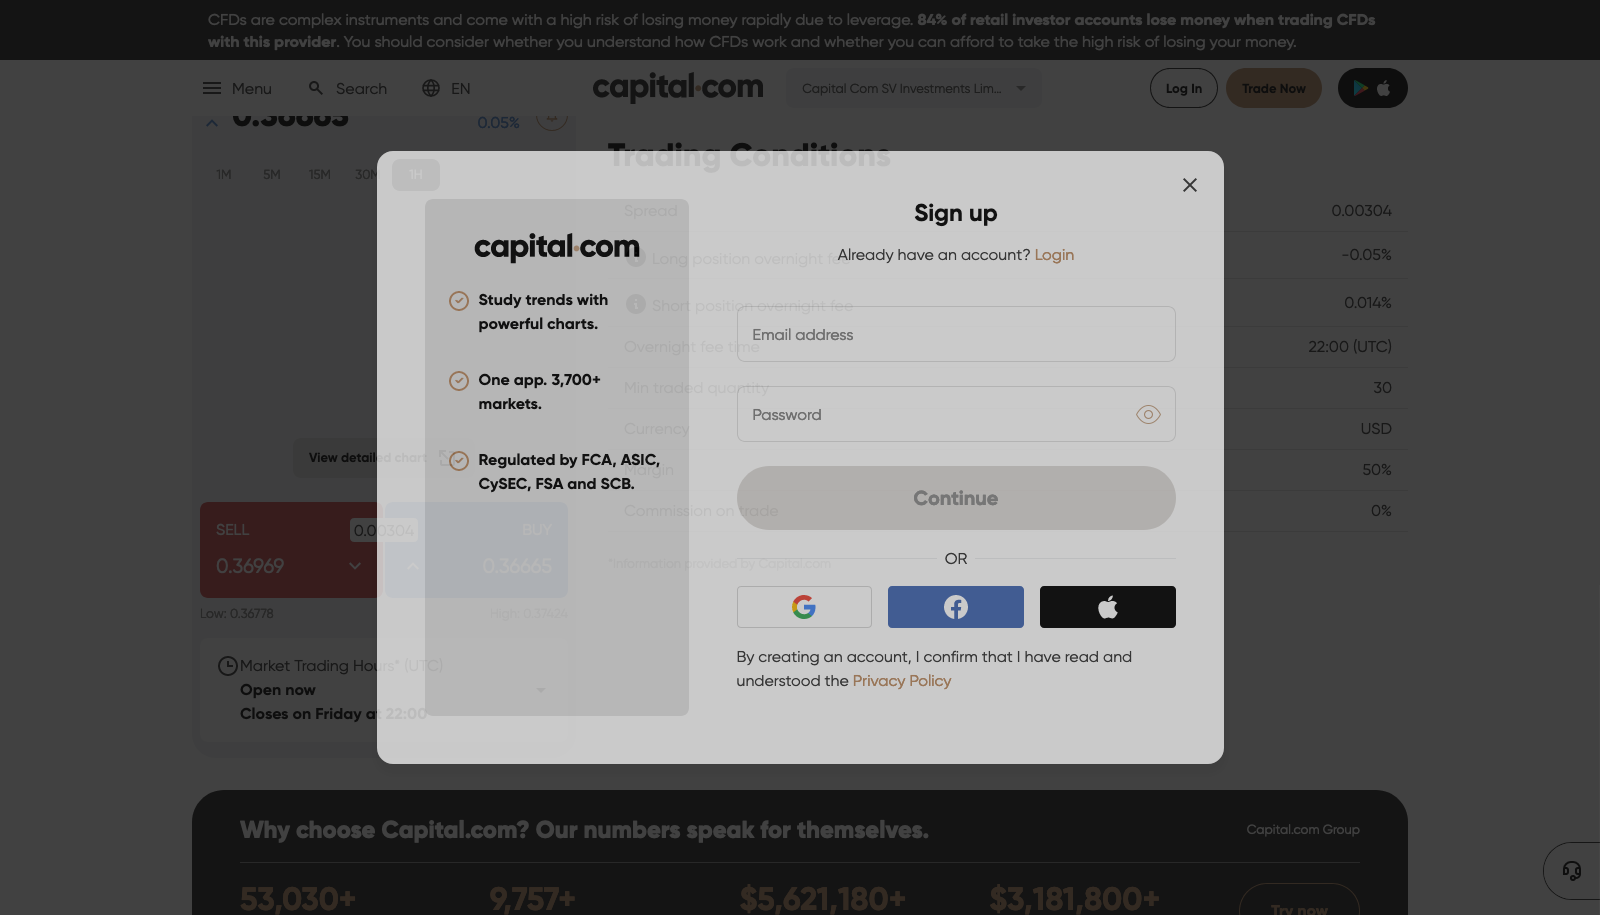 CFDs are complex instruments and come with a high risk of losing money rapidly due to leverage. 84% of retail investor accounts lose money when trading CFDs
with this provider. You should consider whether you understand how CFDs work and whether you can afford to take the high risk of losing your money.
Menu
Search
EN
capital.com
Capital Com SV Investments Lim...
Log In
Trade Now
0.36665
0.05%
1M
5M
15M
30M
1H
View detailed chart
SELL
0.36969
0.00304
BUY
0.36665
Low: 0.36778
High: 0.37424
Market Trading Hours* (UTC)
Open now
Closes on Friday at 22:00
Trading Conditions
Spread
0.00304
Long position overnight fee
-0.05%
Short position overnight fee
0.014%
Overnight fee time
22:00 (UTC)
Min traded quantity
30
Currency
USD
Margin
50%
Commission on trade
0%
*Information provided by Capital.com
capital.com
Study trends with
powerful charts.
One app. 3,700+
markets.
Regulated by FCA, ASIC,
CySEC, FSA and SCB.
Sign up
Already have an account? Login
Email address
Password
Continue
OR
By creating an account, I confirm that I have read and
understood the Privacy Policy
Why choose Capital.com? Our numbers speak for themselves.
Capital.com Group
53,030+
9,757+
$5,621,180+
$3,181,800+
Try now